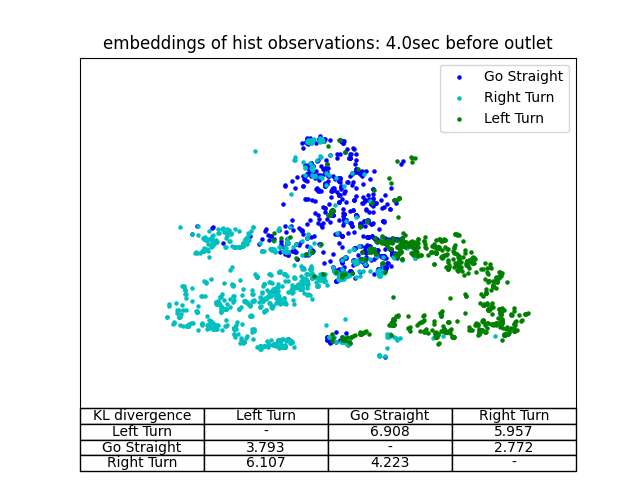 embeddings of hist observations: 4.0sec before outlet
Go Straight
Right Turn
Left Turn
KL divergence Left Turn Go Straight Right Turn
Left Turn - 6.908 5.957
Go Straight 3.793 - 2.772
Right Turn 6.107 4.223 -